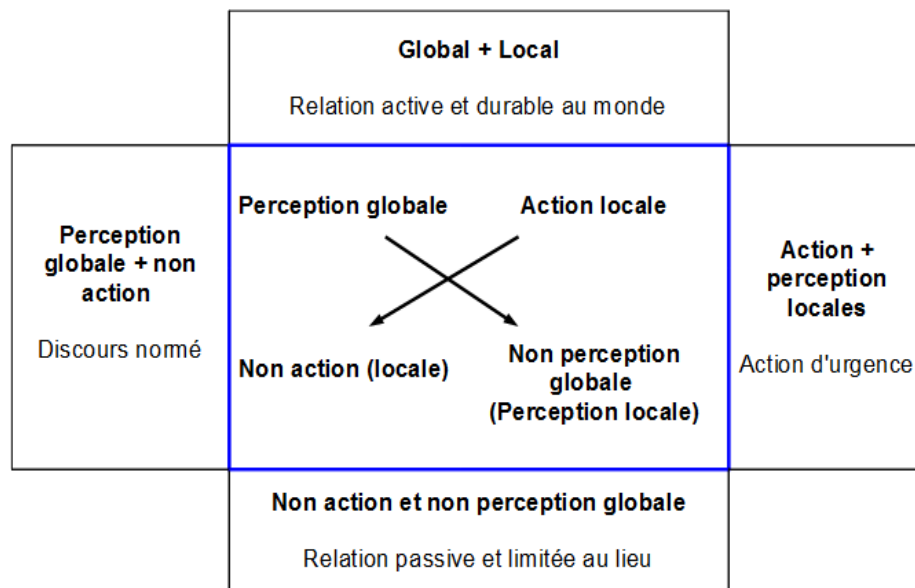 Global + Local
Relation active et durable au monde
Perception
globale + non
action
Discours normé
Perception globale
Action locale
Non action (locale)
Non perception
globale
(Perception locale)
Action +
perception
locales
Action d'urgence
Non action et non perception globale
Relation passive et limitée au lieu